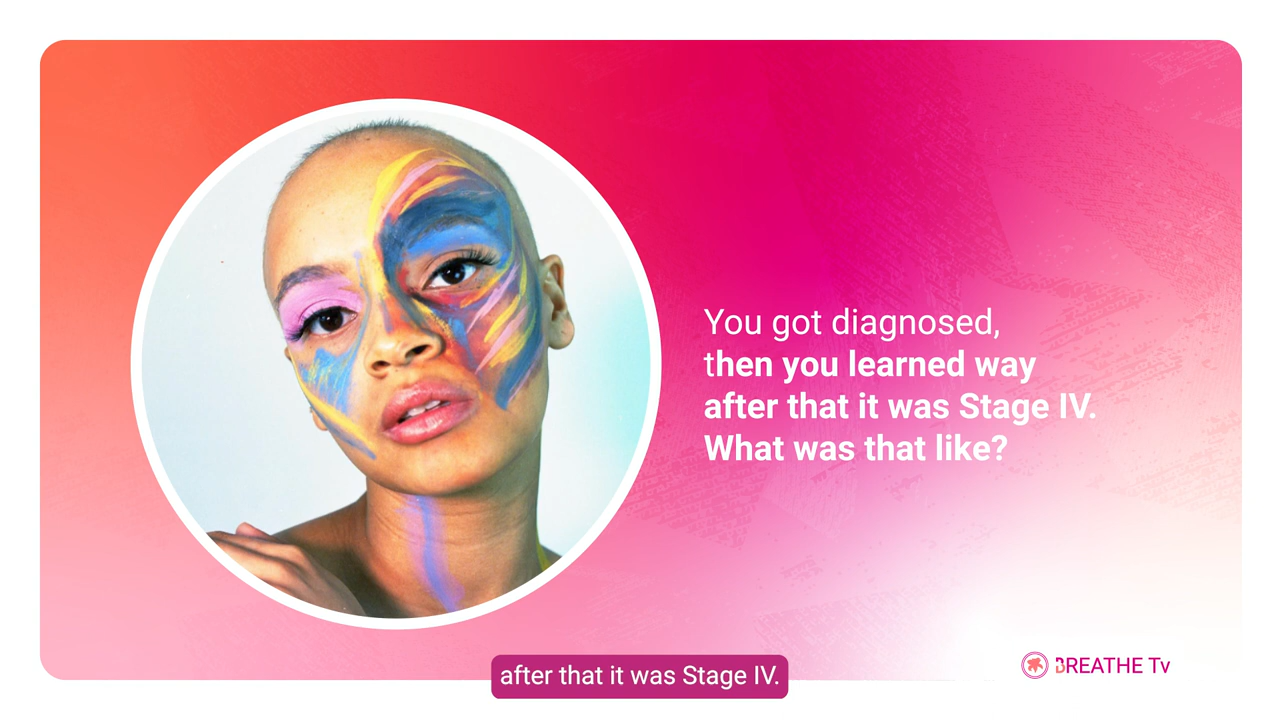 You got diagnosed,
then you learned way
after that it was Stage IV.
What was that like?
after that it was Stage IV.
BREATHE Tv